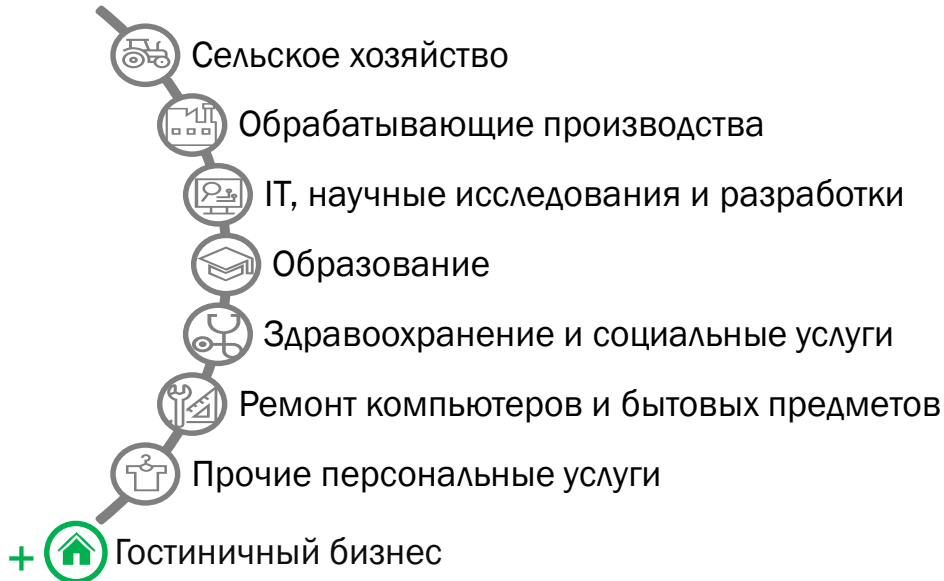 Сельское хозяйство
Обрабатывающие производства
IT, научные исследования и разработки
Образование
Здравоохранение и социальные услуги
Ремонт компьютеров и бытовых предметов
Прочие персональные услуги
+ Гостиничный бизнес